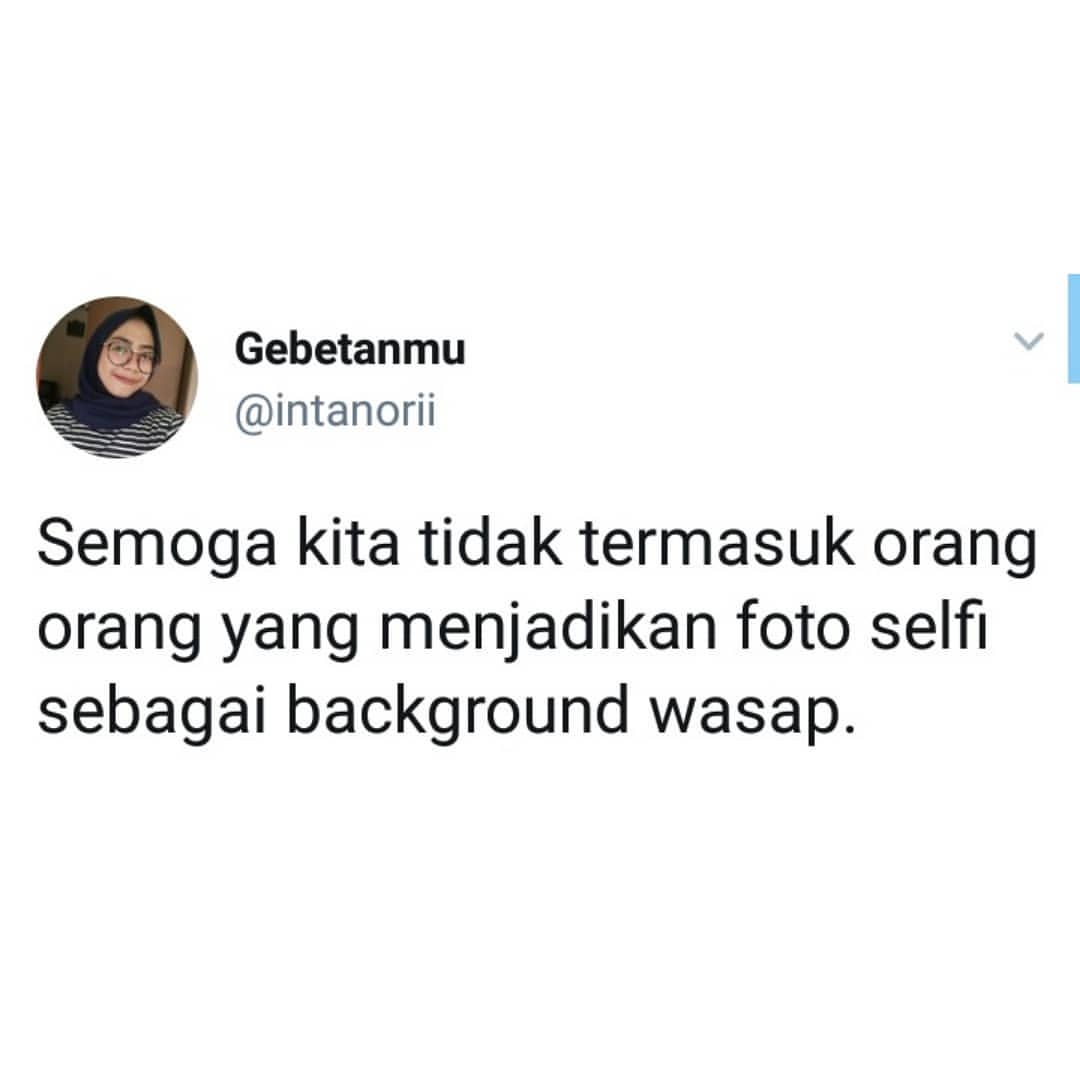 Gebetanmu
@intanorii
Semoga kita tidak termasuk orang
orang yang menjadikan foto selfi
sebagai background wasap.